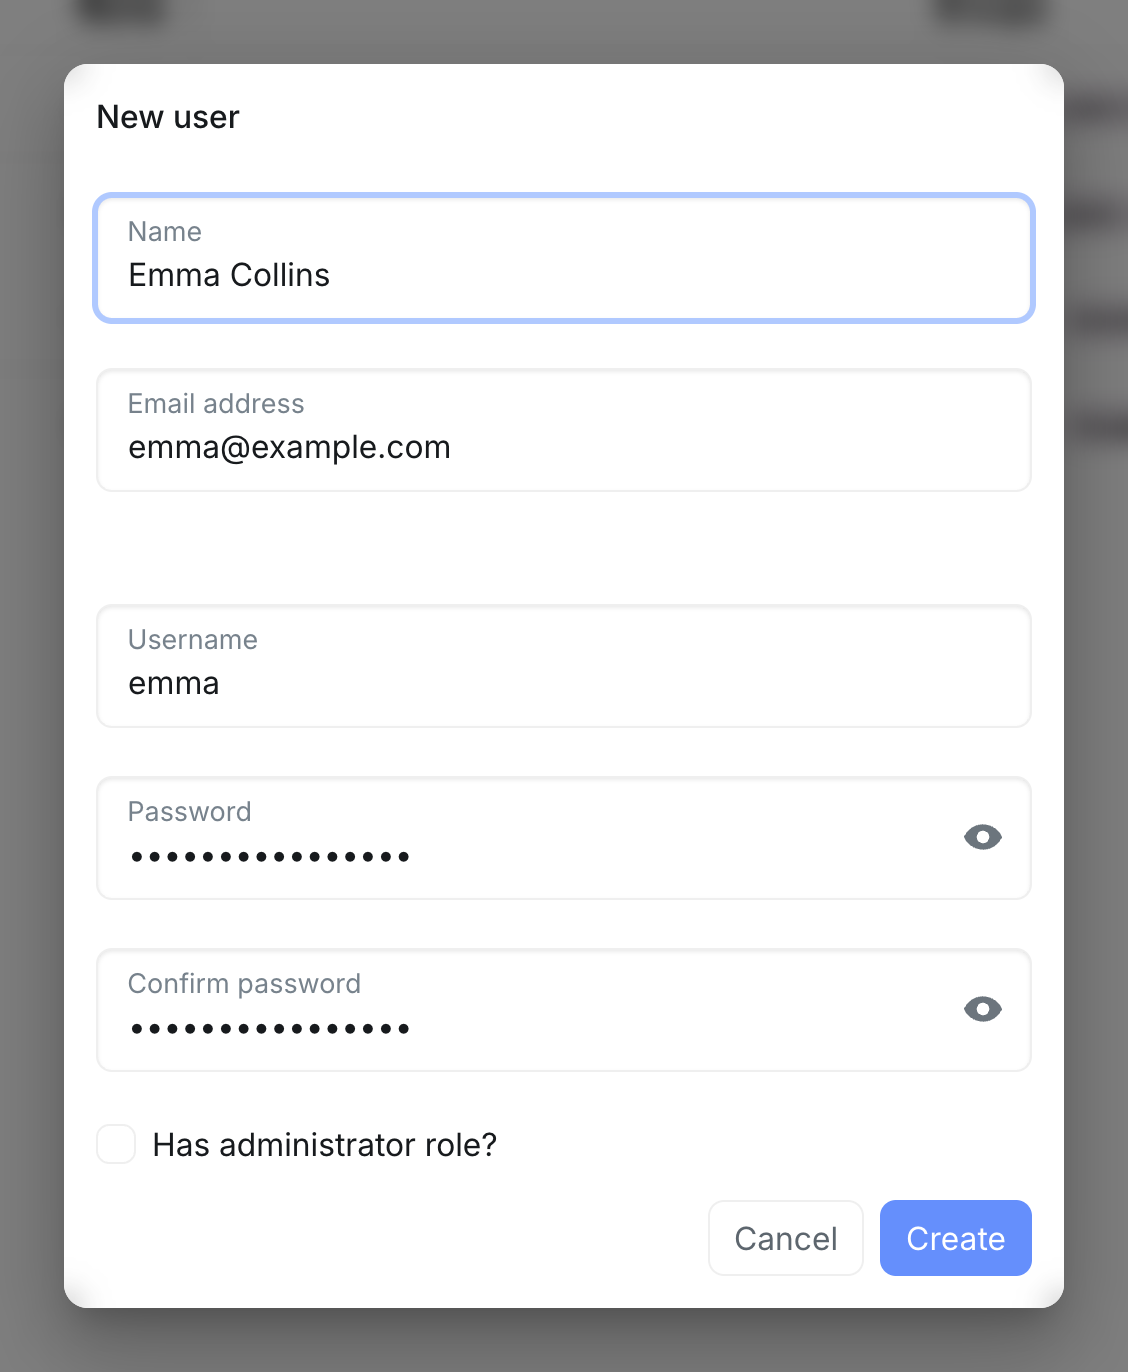 New user
Name
Emma Collins
Email address
emma@example.com
Username
emma
Password
••••••••••••••••
Confirm password
••••••••••••••••
Has administrator role?
Cancel
Create